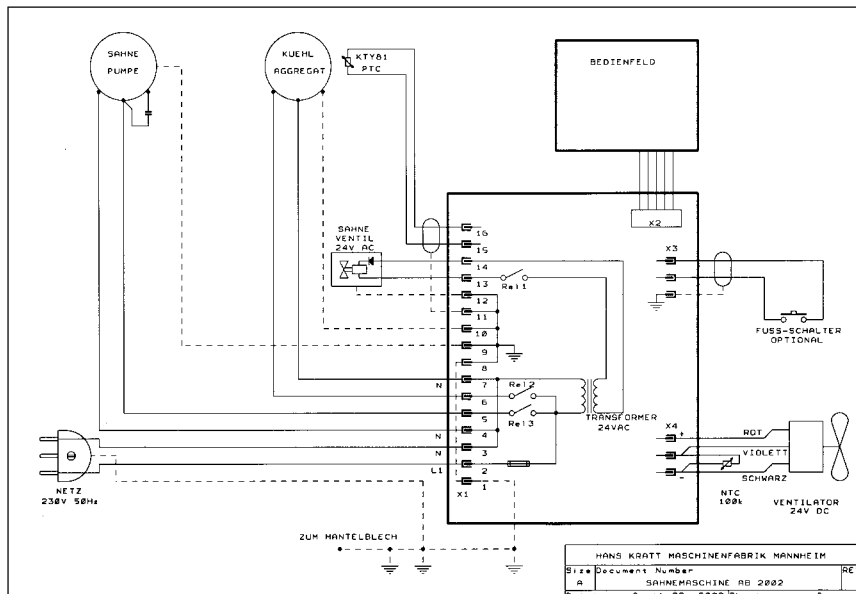 SAHNE
PUMPE
KUEHL
AGGREGAT
KTY81
PTC
BEDIENFELD
X2
SAHNE
VENTIL
24V AC
16
15
14
13
12
11
10
9
8
7
6
5
4
3
2
1
X1
Rel1
Rel2
Rel3
N
N
N
L1
TRANSFORMER
24VAC
X3
FUSS-SCHALTER
OPTIONAL
X4
+
-
ROT
VIOLETT
SCHWARZ
NTC
100k
VENTILATOR
24V DC
NETZ
230V 50Hz
ZUM MANTELBLECH
HANS KRATT MASCHINENFABRIK MANNHEIM
Size Document Number RE
A SAHNEMASCHINE AB 2002